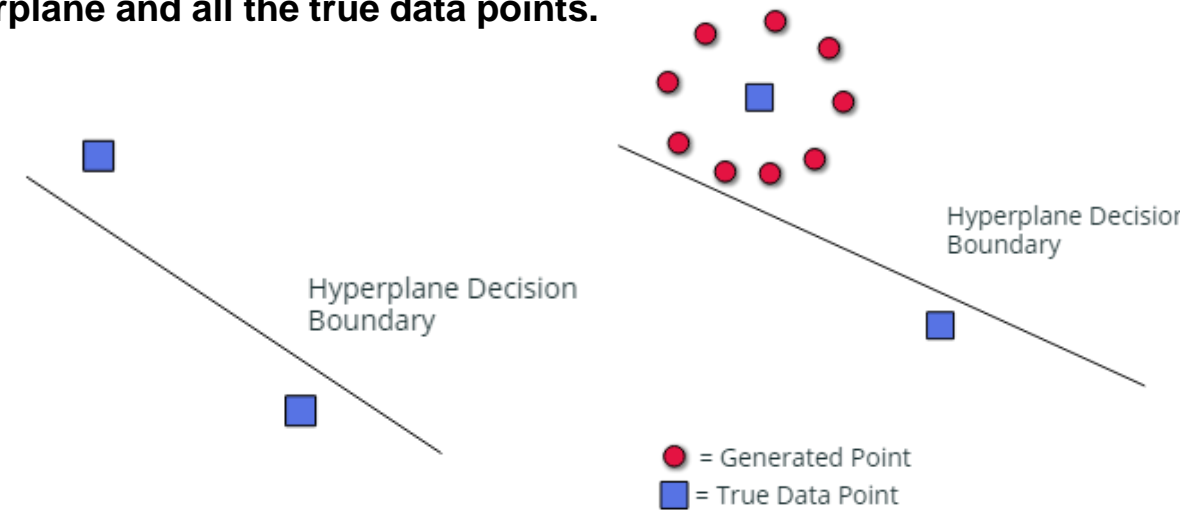 rplane and all the true data points.
Hyperplane Decision
Boundary
Hyperplane Decision
Boundary
= Generated Point
= True Data Point